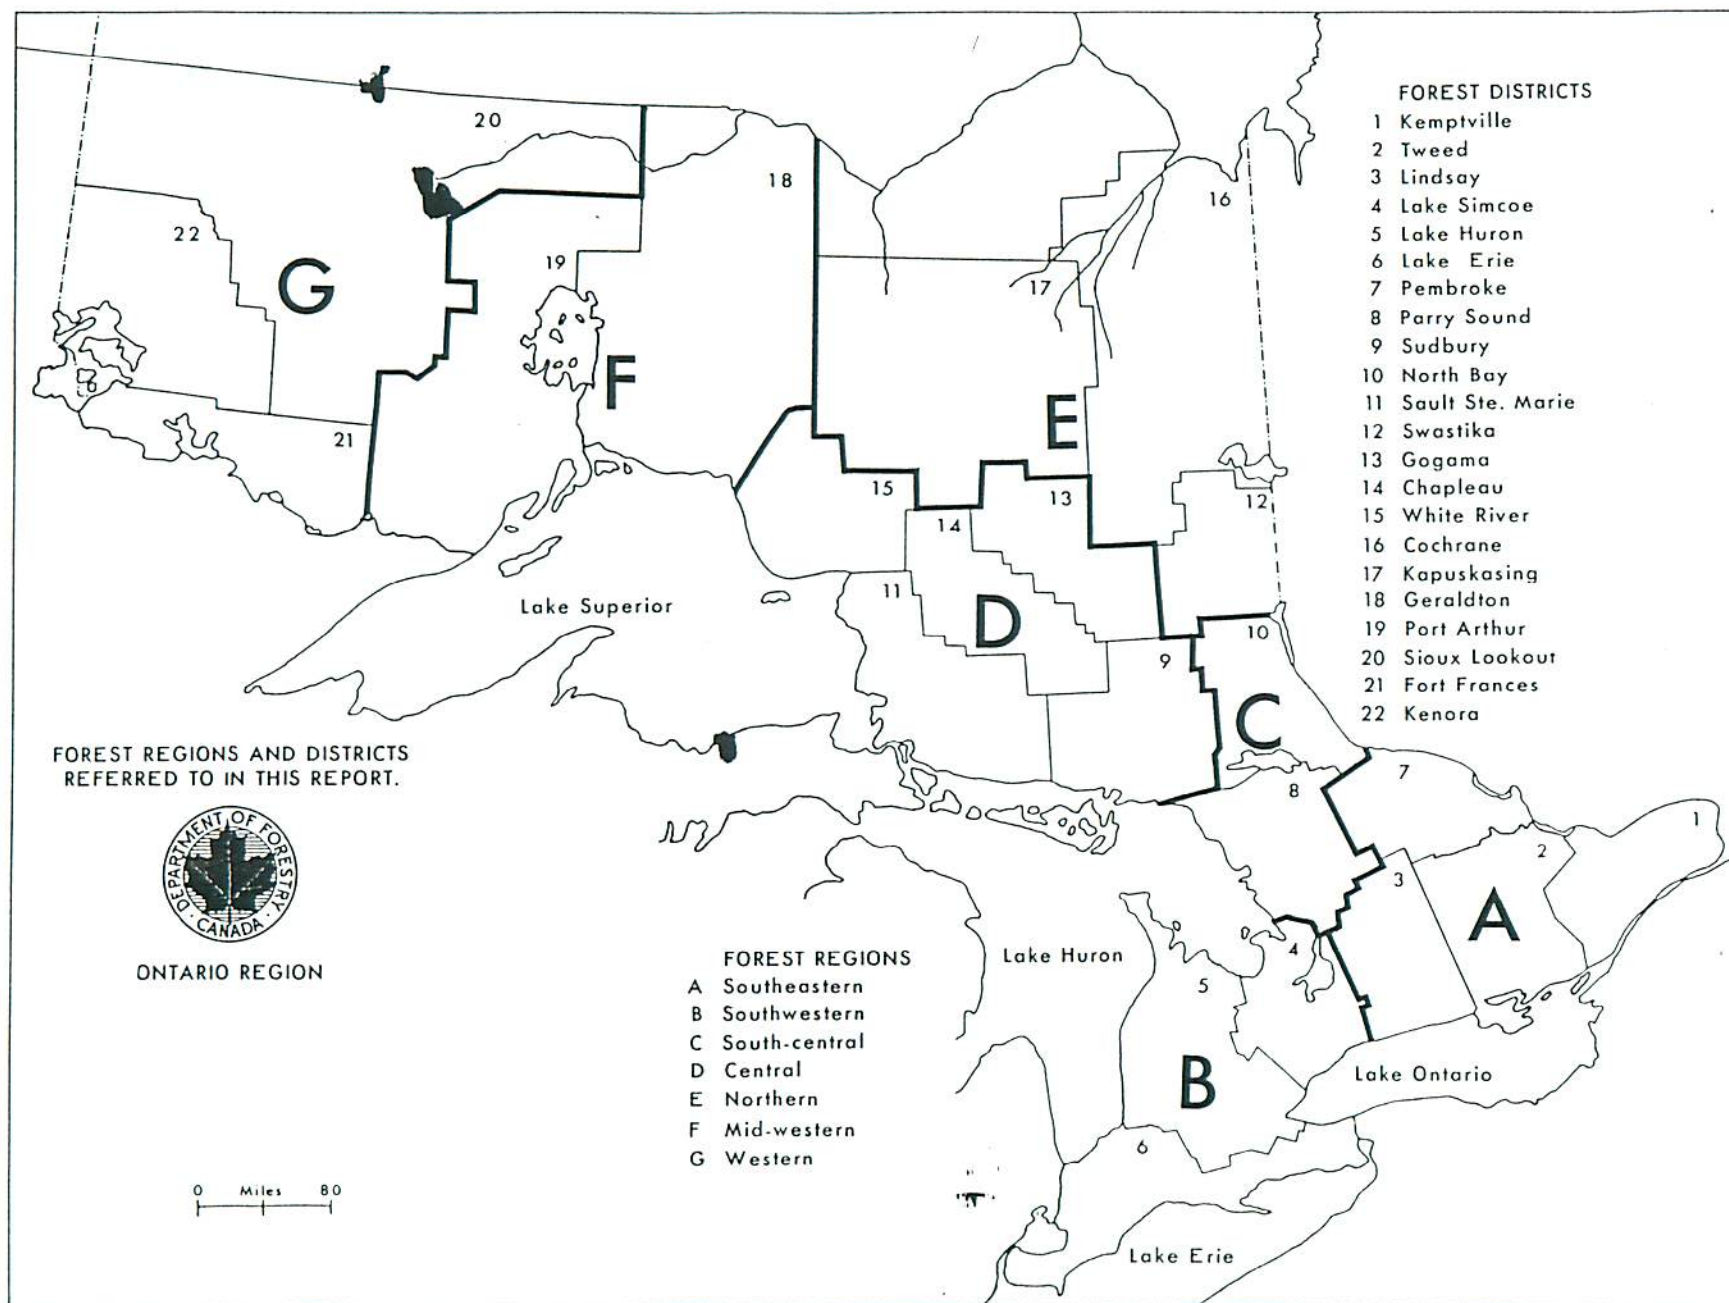 FOREST DISTRICTS
1 Kemptville
2 Tweed
3 Lindsay
4 Lake Simcoe
5 Lake Huron
6 Lake Erie
7 Pembroke
8 Parry Sound
9 Sudbury
10 North Bay
11 Sault Ste. Marie
12 Swastika
13 Gogama
14 Chapleau
15 White River
16 Cochrane
17 Kapuskasing
18 Geraldton
19 Port Arthur
20 Sioux Lookout
21 Fort Frances
22 Kenora
20
18
16
22
19
17
G
F
E
21
15
13
12
14
11
Lake Superior
D
10
9
C
7
8
1
2
3
A
4
5
Lake Huron
B
Lake Ontario
6
Lake Erie
FOREST REGIONS AND DISTRICTS
REFERRED TO IN THIS REPORT.
DEPARTMENT OF FORESTRY
· CANADA ·
ONTARIO REGION
FOREST REGIONS
A Southeastern
B Southwestern
C South-central
D Central
E Northern
F Mid-western
G Western
0 Miles 80